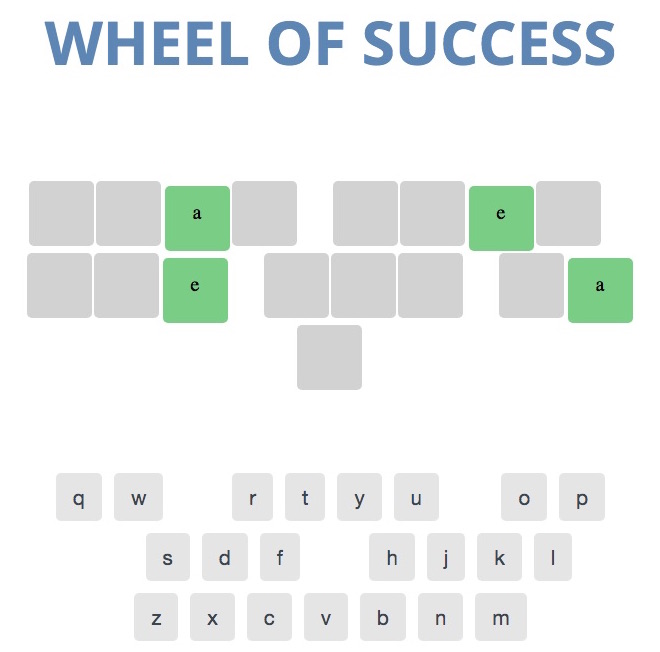 WHEEL OF SUCCESS
a e
e a
q w r t y u o p
s d f h j k l
z x c v b n m